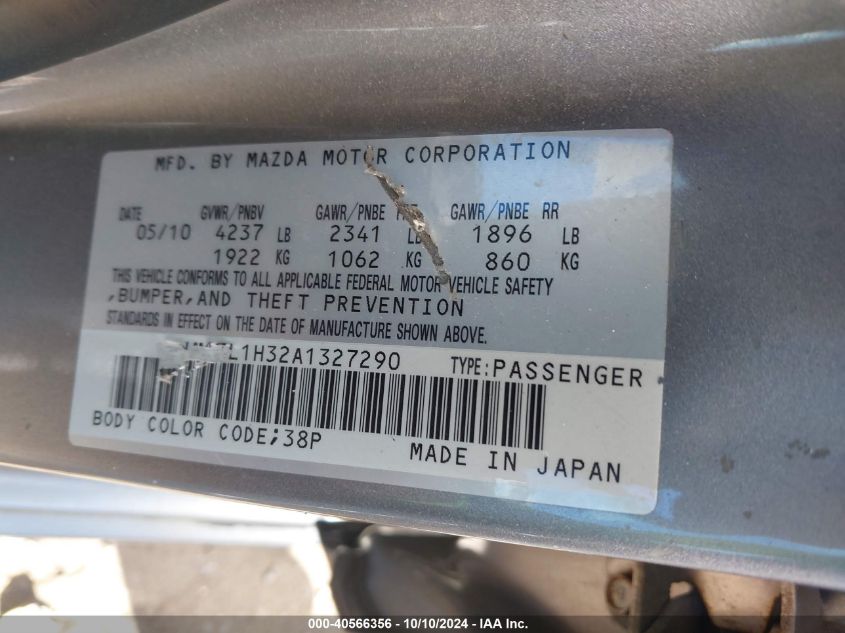 MFD. BY MAZDA MOTOR CORPORATION
DATE GVWR/PNBV GAWR/PNBE GAWR/PNBE RR
05/10 4237 LB 2341 LB 1896 LB
1922 KG 1062 KG 860 KG
THIS VEHICLE CONFORMS TO ALL APPLICABLE FEDERAL MOTOR VEHICLE SAFETY
,BUMPER,AND THEFT PREVENTION
STANDARDS IN EFFECT ON THE DATE OF MANUFACTURE SHOWN ABOVE.
TYPE:PASSENGER
BODY COLOR CODE;38P
MADE IN JAPAN
000-40566356 - 10/10/2024 - IAA Inc.